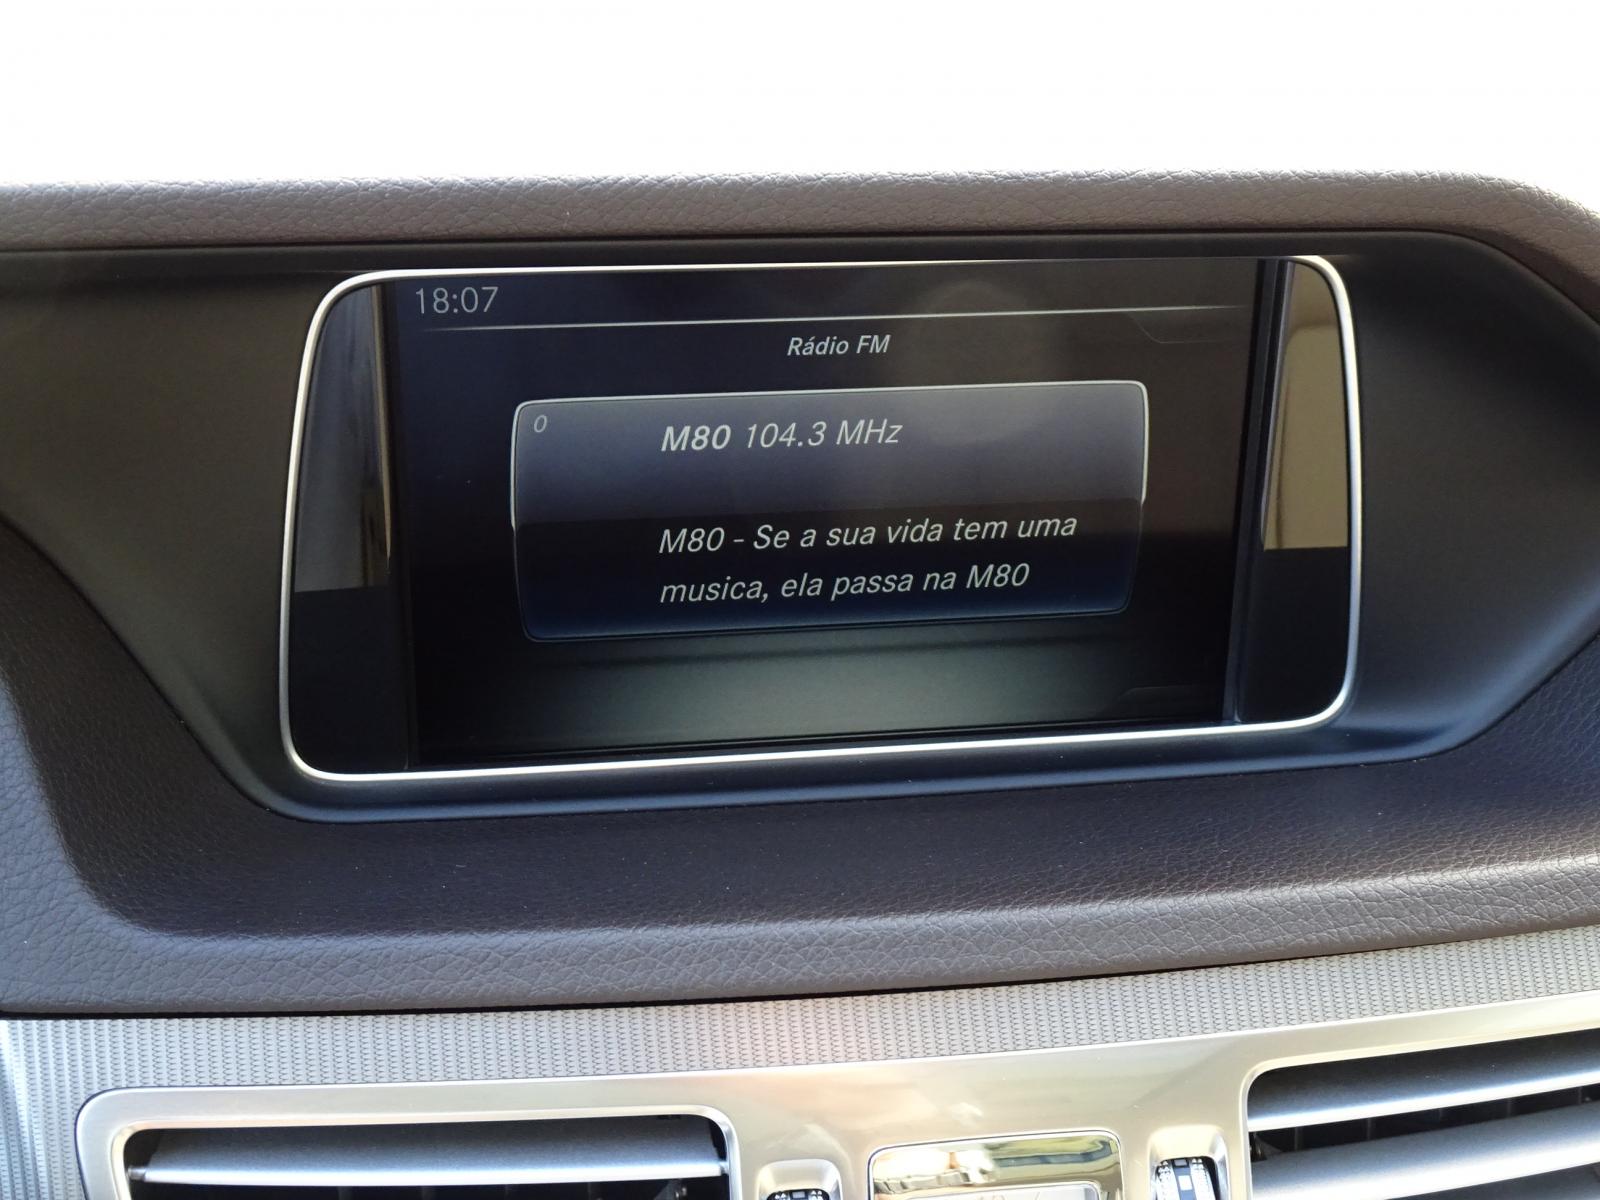 18:07
Rádio FM
0
M80 104.3 MHz
M80 - Se a sua vida tem uma
musica, ela passa na M80